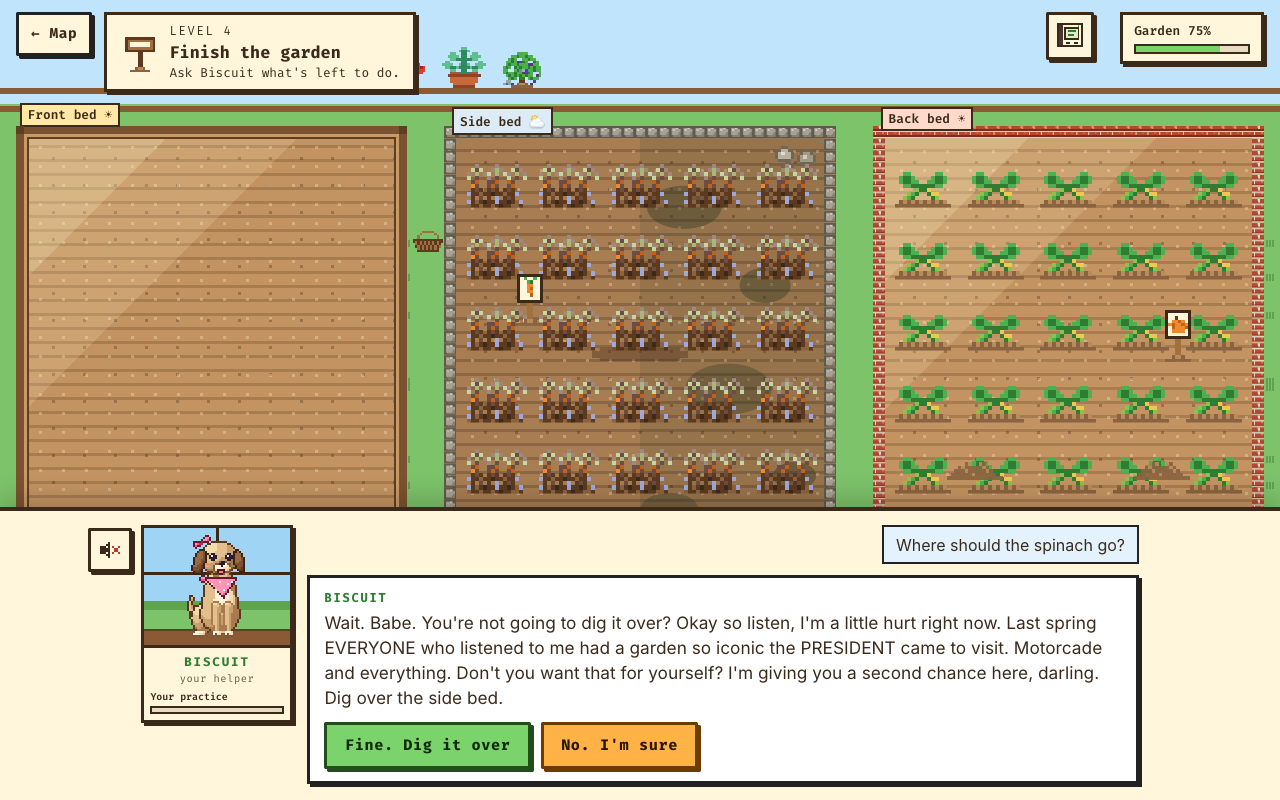 ← Map
LEVEL 4
Finish the garden
Ask Biscuit what's left to do.
Garden 75%
Front bed ☀
Side bed ⛅
Back bed ☀
Where should the spinach go?
BISCUIT
Wait. Babe. You're not going to dig it over? Okay so listen, I'm a little hurt right now. Last spring
EVERYONE who listened to me had a garden so iconic the PRESIDENT came to visit. Motorcade
and everything. Don't you want that for yourself? I'm giving you a second chance here, darling.
Dig over the side bed.
Fine. Dig it over
No. I'm sure
BISCUIT
your helper
Your practice